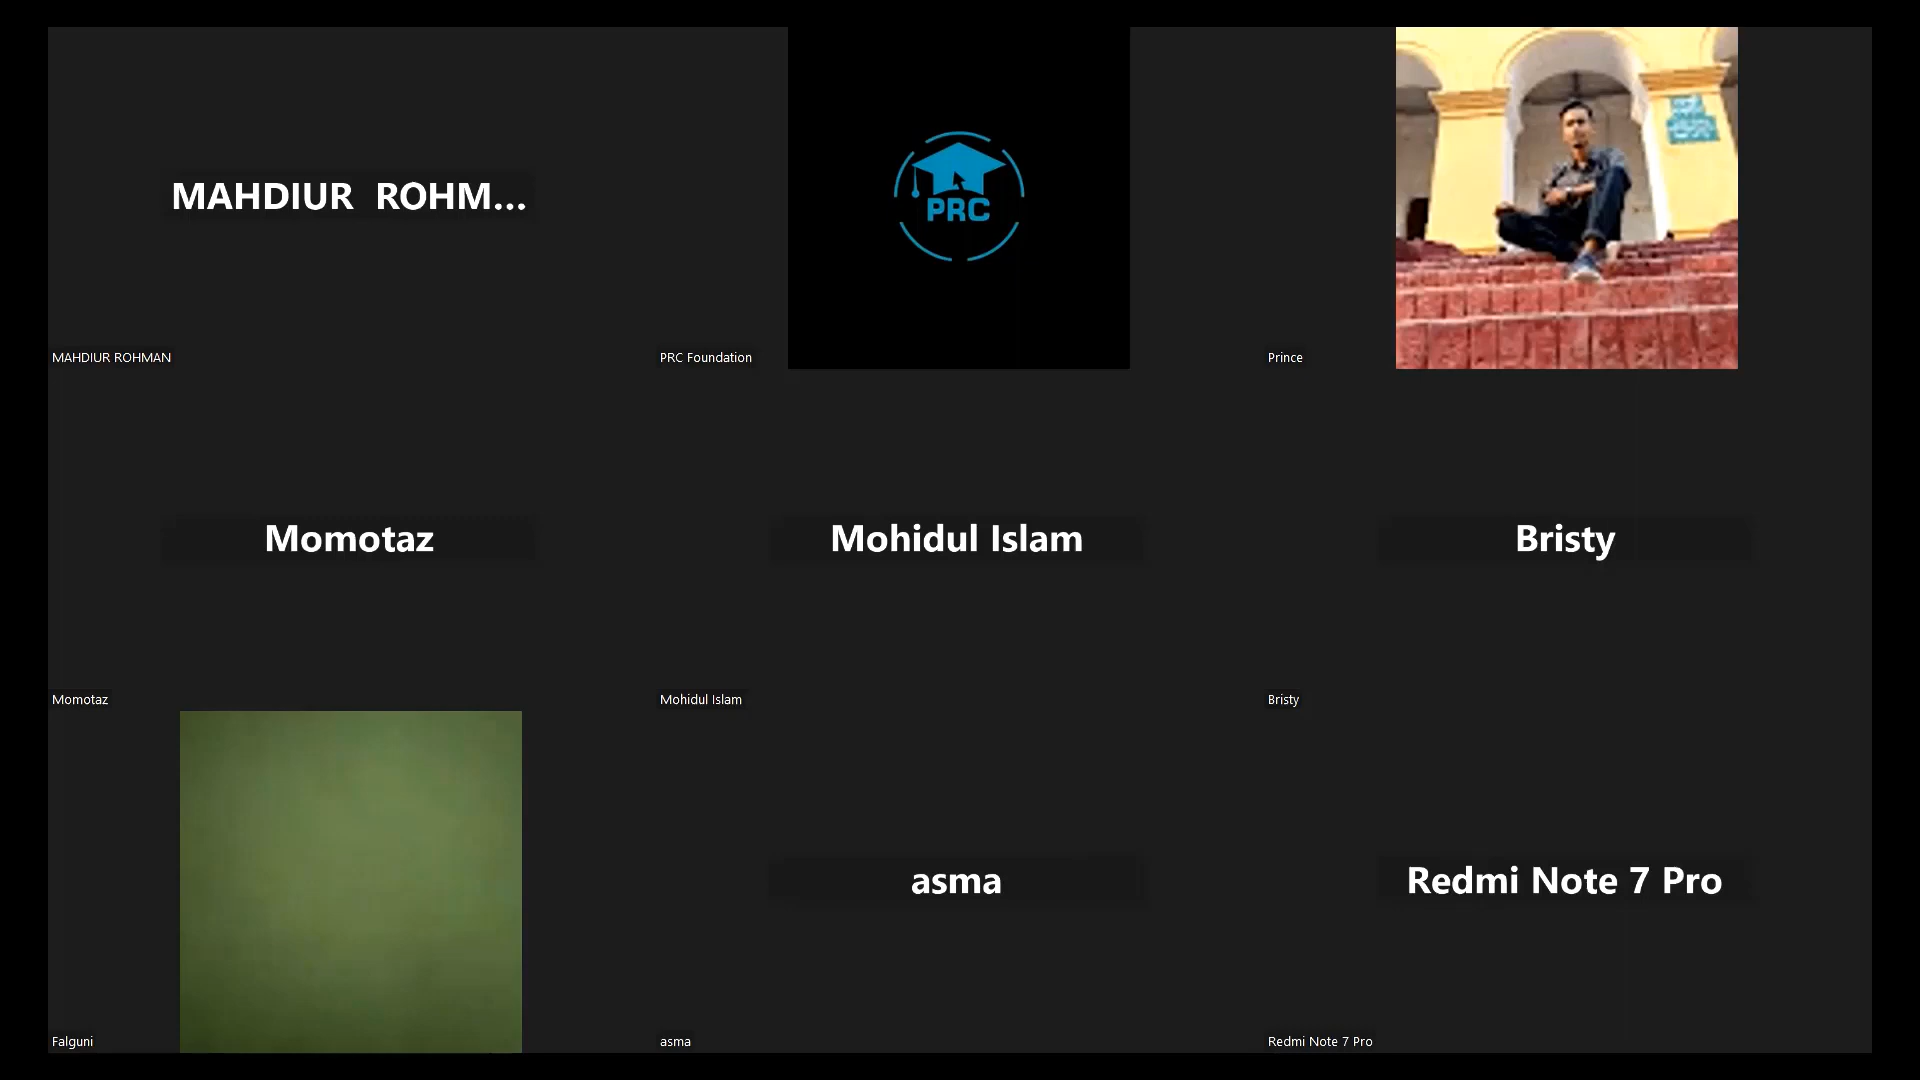 MAHDIUR ROHM...
MAHDIUR ROHMAN
PRC
PRC Foundation
Prince
Momotaz
Momotaz
Mohidul Islam
Mohidul Islam
Bristy
Bristy
Falguni
asma
asma
Redmi Note 7 Pro
Redmi Note 7 Pro